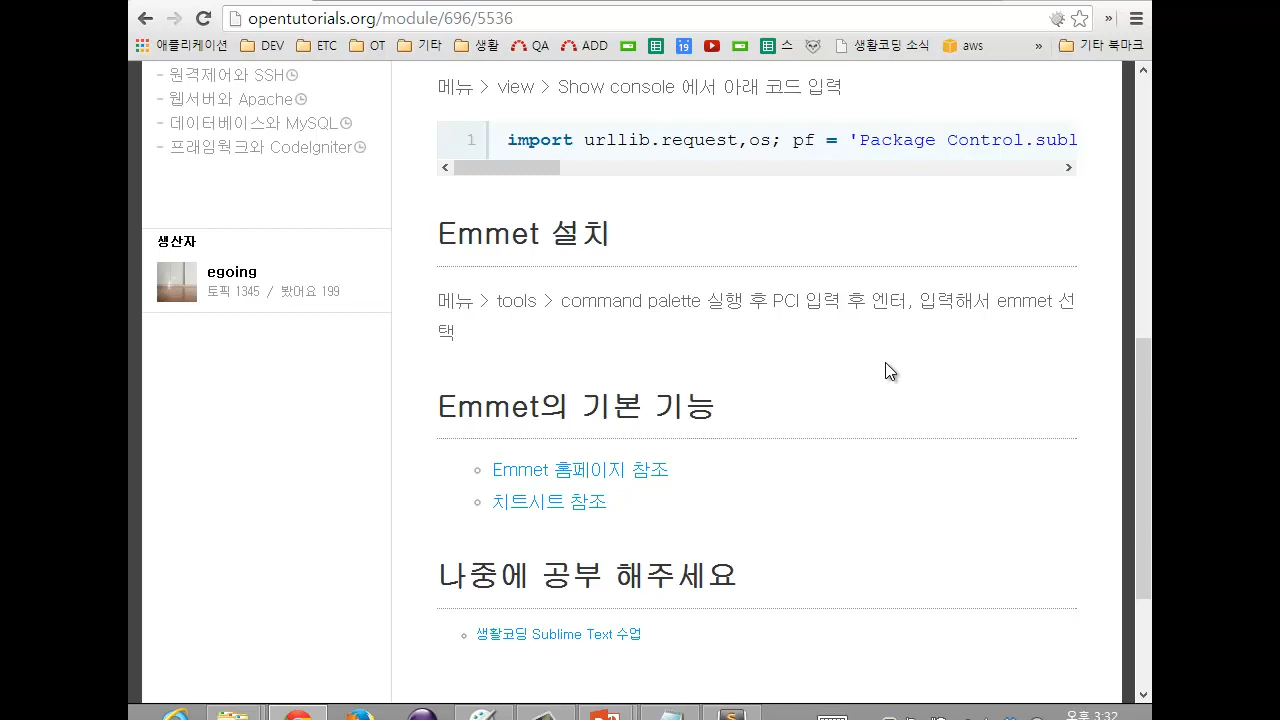 opentutorials.org/module/696/5536
애플리케이션 DEV ETC OT 기타 생활 QA ADD 19 스 생활코딩 소식 aws » 기타 북마크
- 원격제어와 SSH
- 웹서버와 Apache
- 데이터베이스와 MySQL
- 프래임웍크와 CodeIgniter
생산자
egoing
토픽 1345 / 봤어요 199
메뉴 > view > Show console 에서 아래 코드 입력
1 import urllib.request,os; pf = 'Package Control.subl
Emmet 설치
메뉴 > tools > command palette 실행 후 PCI 입력 후 엔터, 입력해서 emmet 선
택
Emmet의 기본 기능
Emmet 홈페이지 참조
치트시트 참조
나중에 공부 해주세요
생활코딩 Sublime Text 수업
오후 3:32